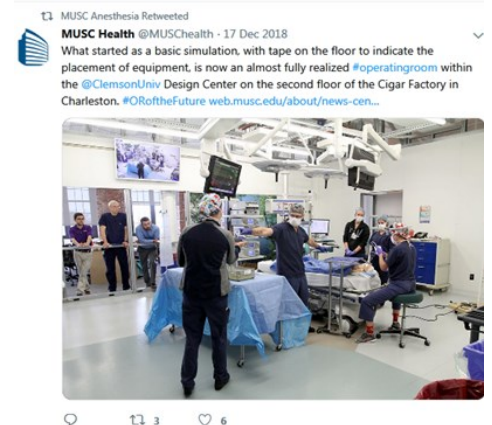 MUSC Anesthesia Retweeted
MUSC Health @MUSChealth · 17 Dec 2018
What started as a basic simulation, with tape on the floor to indicate the
placement of equipment, is now an almost fully realized #operatingroom within
the @ClemsonUniv Design Center on the second floor of the Cigar Factory in
Charleston. #ORoftheFuture web.musc.edu/about/news-cen...
3
6